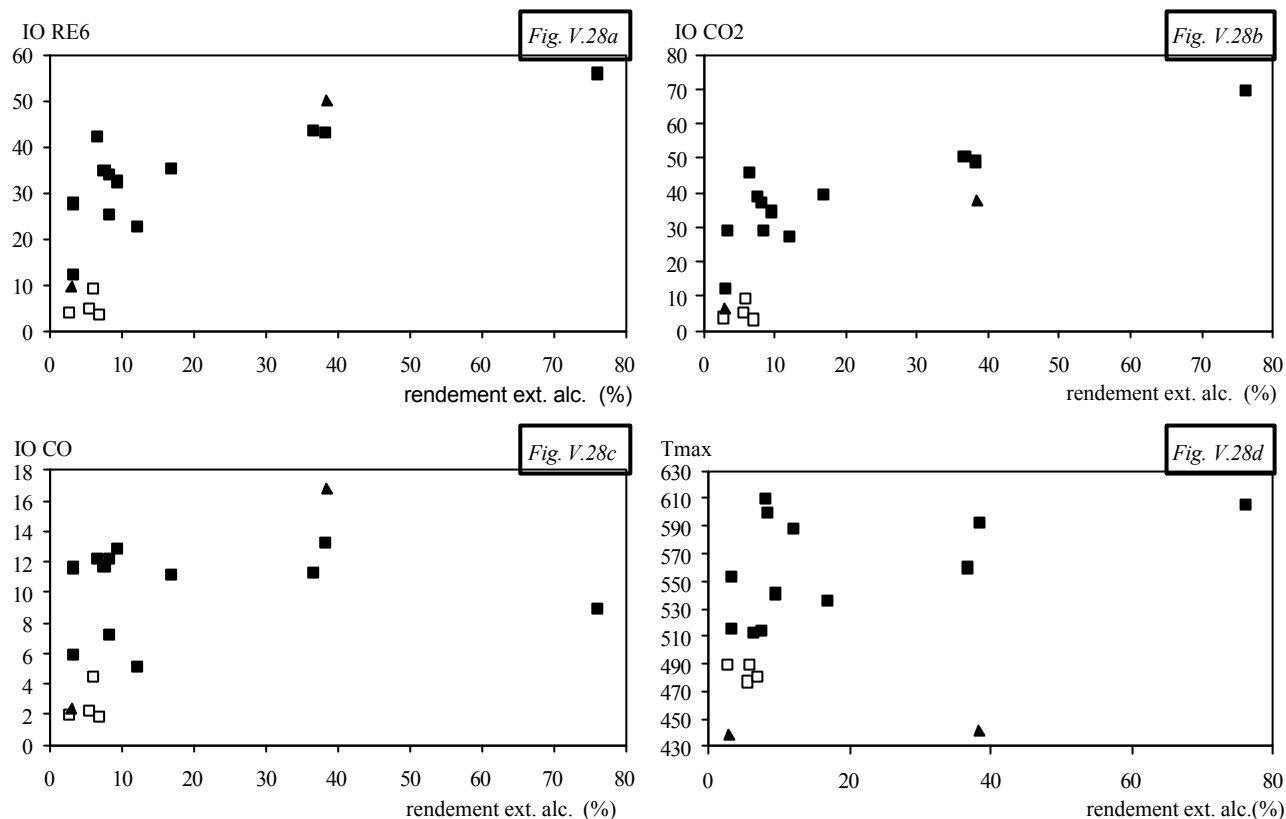 IO RE6
Fig. V.28a
60
50
40
30
20
10
0
0 10 20 30 40 50 60 70 80
rendement ext. alc. (%)
IO CO2
Fig. V.28b
80
70
60
50
40
30
20
10
0
0 10 20 30 40 50 60 70 80
rendement ext. alc. (%)
IO CO
Fig. V.28c
18
16
14
12
10
8
6
4
2
0
0 10 20 30 40 50 60 70 80
rendement ext. alc. (%)
Tmax
Fig. V.28d
630
610
590
570
550
530
510
490
470
450
430
0 20 40 60 80
rendement ext. alc.(%)